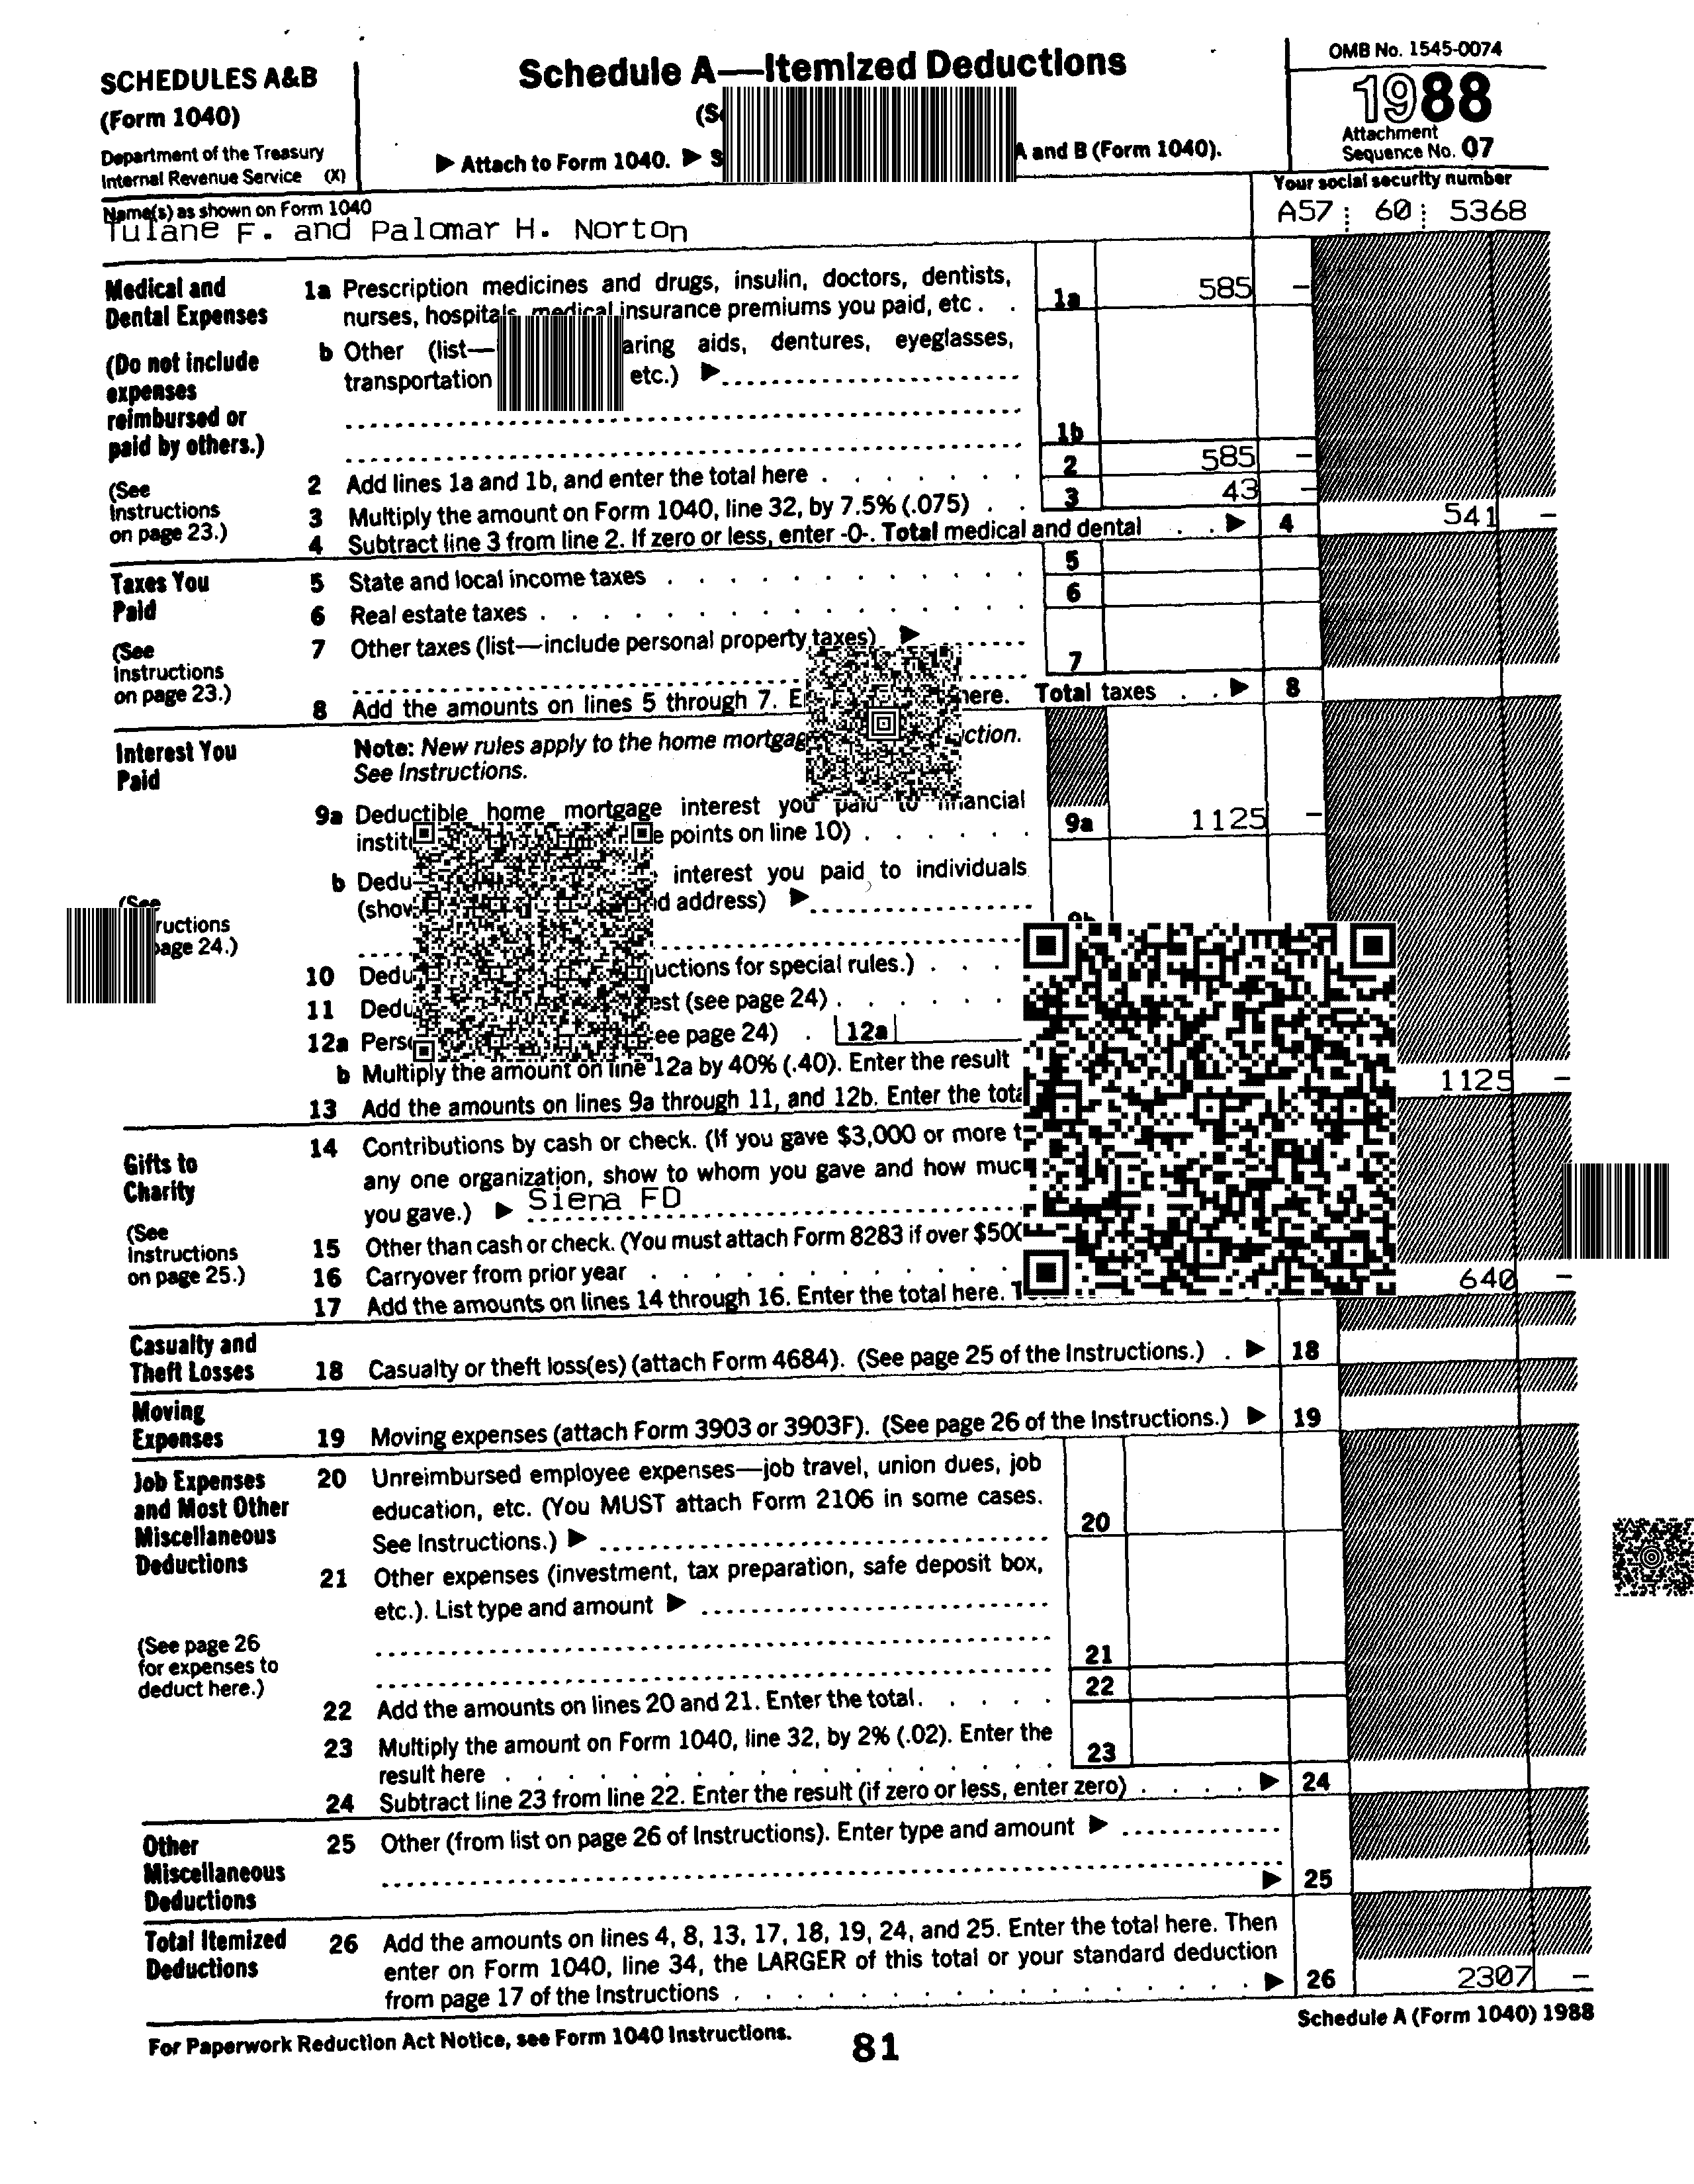 SCHEDULES A&B
(Form 1040)
Department of the Treasury
Internal Revenue Service (X)
Schedule A—Itemized Deductions
▶ Attach to Form 1040. ▶ A and B (Form 1040).
OMB No. 1545-0074
1988
Attachment
Sequence No. 07
Name(s) as shown on Form 1040
Tulane F. and Palomar H. Norton
Your social security number
A57 60 5368
Medical and
Dental Expenses
(Do not include
expenses
reimbursed or
paid by others.)
(See
Instructions
on page 23.)
1a Prescription medicines and drugs, insulin, doctors, dentists,
nurses, hospitals, medical insurance premiums you paid, etc . . 1a 585 –
b Other (list— aring aids, dentures, eyeglasses,
transportation etc.) ▶
1b
2 Add lines 1a and 1b, and enter the total here . . . . . . . 2 585 –
3 Multiply the amount on Form 1040, line 32, by 7.5% (.075) . . 3 43 –
4 Subtract line 3 from line 2. If zero or less, enter -0-. Total medical and dental . . ▶ 4 541 –
Taxes You
Paid
(See
Instructions
on page 23.)
5 State and local income taxes . . . . . . . . . . . 5
6 Real estate taxes . . . . . . . . . . . . . . . 6
7 Other taxes (list—include personal property taxes) ▶
7
8 Add the amounts on lines 5 through 7. here. Total taxes . . ▶ 8
Interest You
Paid
(See
ructions
page 24.)
Note: New rules apply to the home mortgage ction.
See Instructions.
9a Deductible home mortgage interest you paid to financial
instit e points on line 10) . . . . . . 9a 1125 –
b Dedu interest you paid to individuals
(show d address) ▶
9b
10 Dedu uctions for special rules.) . . .
11 Dedu est (see page 24) . . . . . .
12a Pers ee page 24) . 12a
b Multiply the amount on line 12a by 40% (.40). Enter the result
13 Add the amounts on lines 9a through 11, and 12b. Enter the tota 1125 –
Gifts to
Charity
(See
Instructions
on page 25.)
14 Contributions by cash or check. (If you gave $3,000 or more t
any one organization, show to whom you gave and how much
you gave.) ▶ Siena FD
15 Other than cash or check. (You must attach Form 8283 if over $500
16 Carryover from prior year . . . . . . . . . . .
17 Add the amounts on lines 14 through 16. Enter the total here. 640 –
Casualty and
Theft Losses
18 Casualty or theft loss(es) (attach Form 4684). (See page 25 of the Instructions.) . ▶ 18
Moving
Expenses
19 Moving expenses (attach Form 3903 or 3903F). (See page 26 of the Instructions.) ▶ 19
Job Expenses
and Most Other
Miscellaneous
Deductions
(See page 26
for expenses to
deduct here.)
20 Unreimbursed employee expenses—job travel, union dues, job
education, etc. (You MUST attach Form 2106 in some cases.
See Instructions.) ▶ 20
21 Other expenses (investment, tax preparation, safe deposit box,
etc.). List type and amount ▶
21
22 Add the amounts on lines 20 and 21. Enter the total. . . . . 22
23 Multiply the amount on Form 1040, line 32, by 2% (.02). Enter the
result here . . . . . . . . . . . . . . . . 23
24 Subtract line 23 from line 22. Enter the result (if zero or less, enter zero) . . . . ▶ 24
Other
Miscellaneous
Deductions
25 Other (from list on page 26 of Instructions). Enter type and amount ▶
▶ 25
Total Itemized
Deductions
26 Add the amounts on lines 4, 8, 13, 17, 18, 19, 24, and 25. Enter the total here. Then
enter on Form 1040, line 34, the LARGER of this total or your standard deduction
from page 17 of the Instructions . . . . . . . . . . . . . . ▶ 26 2307 –
For Paperwork Reduction Act Notice, see Form 1040 Instructions.
81
Schedule A (Form 1040) 1988